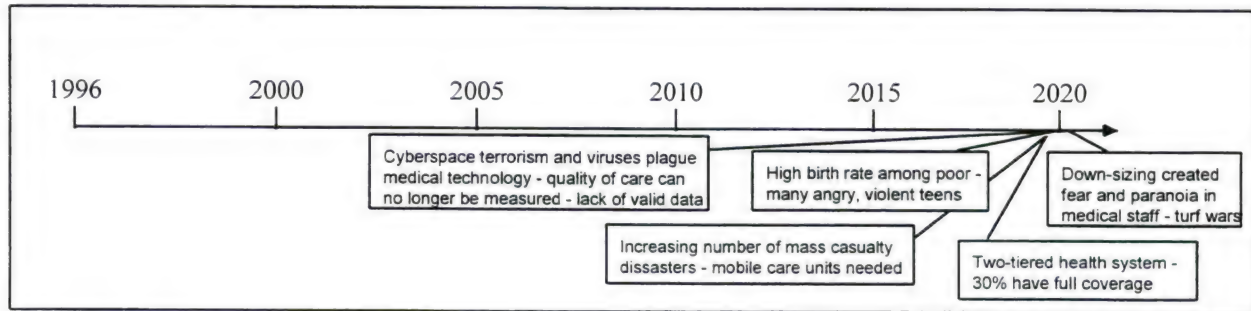 1996 2000 2005 2010 2015 2020
Cyberspace terrorism and viruses plague
medical technology - quality of care can
no longer be measured - lack of valid data
High birth rate among poor -
many angry, violent teens
Down-sizing created
fear and paranoia in
medical staff - turf wars
Increasing number of mass casualty
dissasters - mobile care units needed
Two-tiered health system -
30% have full coverage